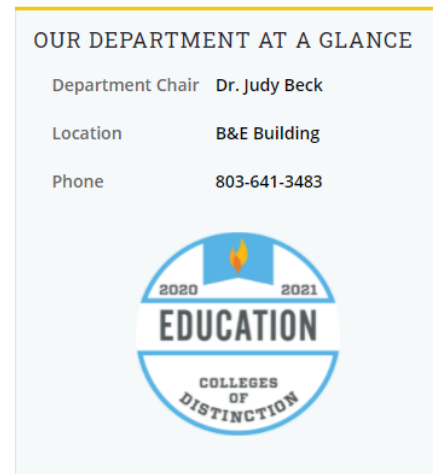 OUR DEPARTMENT AT A GLANCE
Department Chair Dr. Judy Beck
Location B&E Building
Phone 803-641-3483
2020 2021
EDUCATION
COLLEGES
OF
DISTINCTION